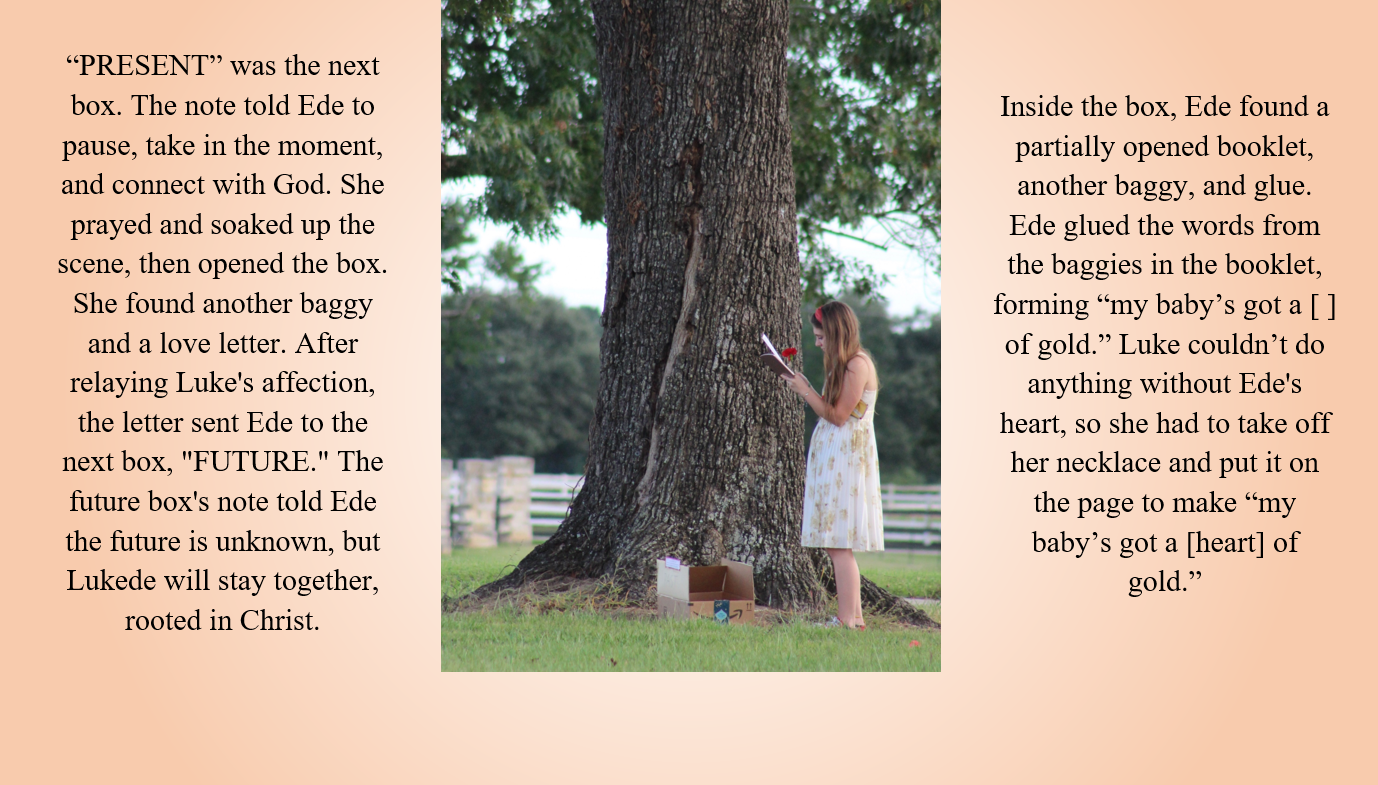 “PRESENT” was the next
box. The note told Ede to
pause, take in the moment,
and connect with God. She
prayed and soaked up the
scene, then opened the box.
She found another baggy
and a love letter. After
relaying Luke's affection,
the letter sent Ede to the
next box, "FUTURE." The
future box's note told Ede
the future is unknown, but
Lukede will stay together,
rooted in Christ.
Inside the box, Ede found a
partially opened booklet,
another baggy, and glue.
Ede glued the words from
the baggies in the booklet,
forming “my baby’s got a [ ]
of gold.” Luke couldn’t do
anything without Ede's
heart, so she had to take off
her necklace and put it on
the page to make “my
baby’s got a [heart] of
gold.”